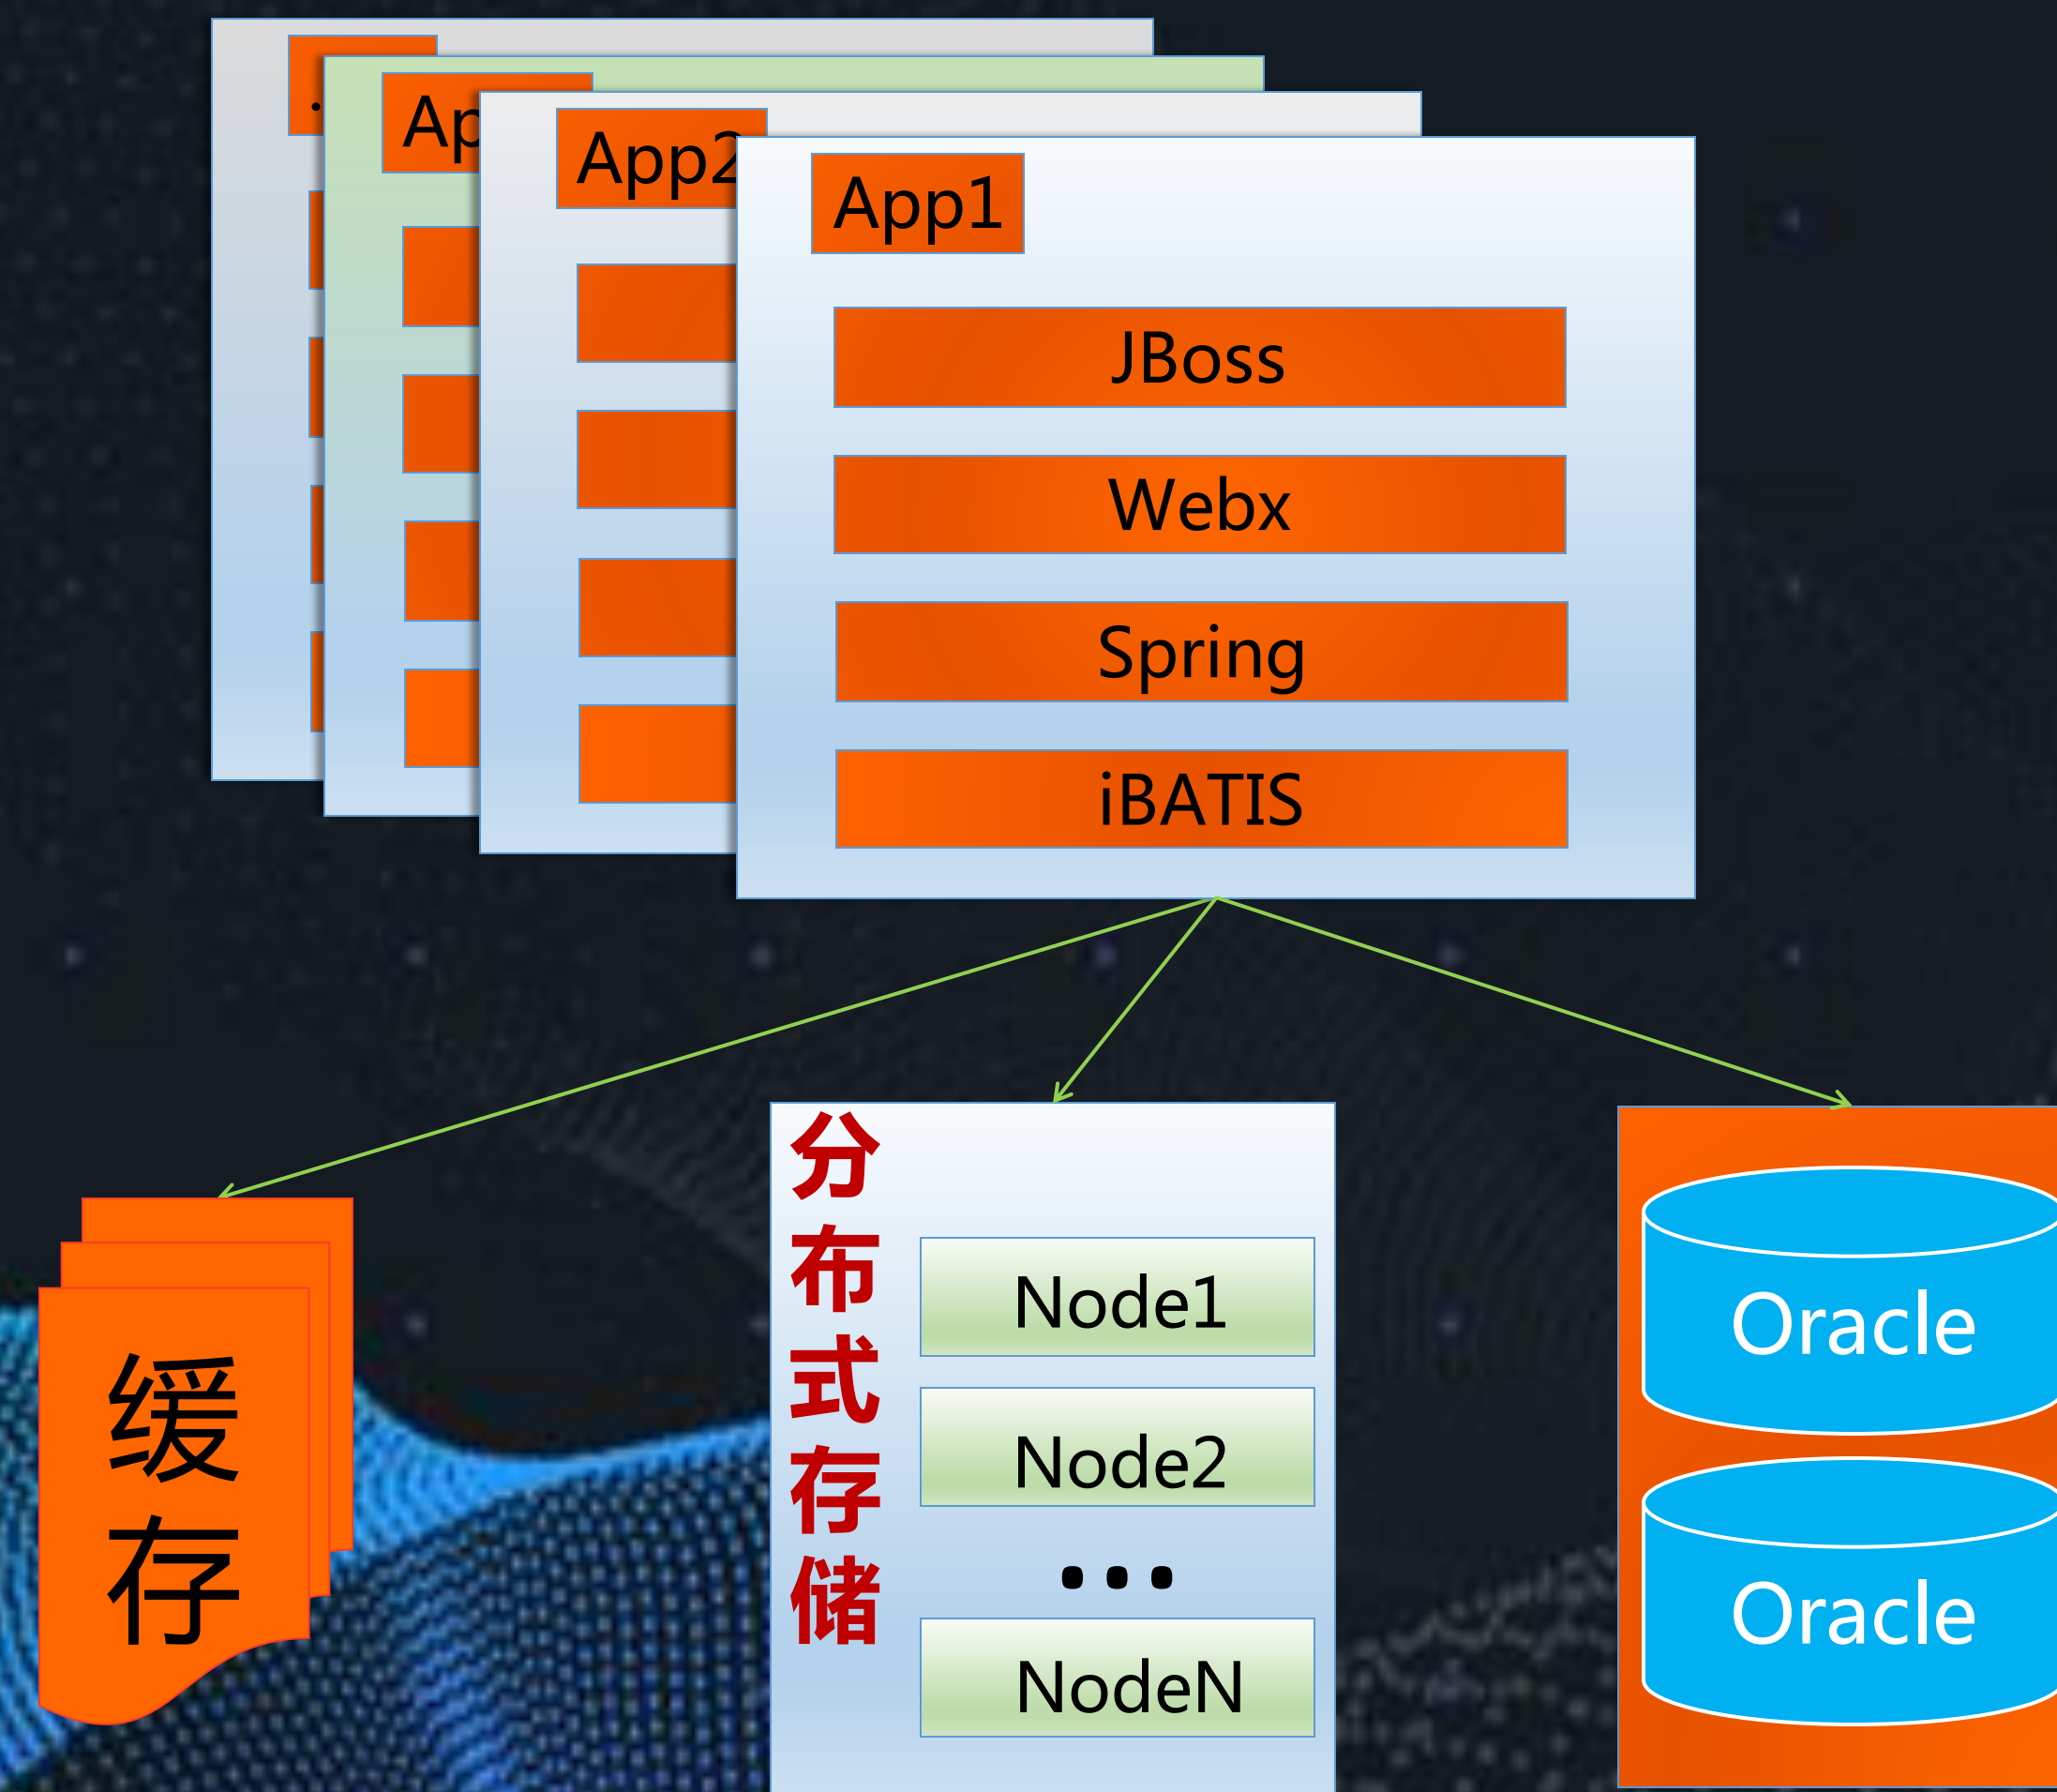 App2
App1
JBoss
Webx
Spring
iBATIS
缓
存
分
布
式
存
储
Node1
Node2
...
NodeN
Oracle
Oracle